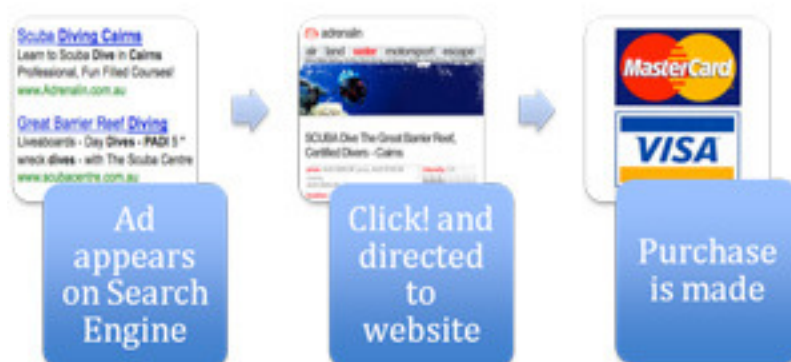 Scuba Diving Cairns
Learn to Scuba Dive in Cairns
Professional, Fun Filled Courses!
www.Adrenalin.com.au
Great Barrier Reef Diving
Liveaboards - Day Dives - PADI 5 *
wreck dives - with The Scuba Centre
www.scubacentre.com.au
Ad
appears
on Search
Engine
adrenalin
air land water motorsport escape
SCUBA Dive The Great Barrier Reef,
Certified Divers - Cairns
Click! and
directed
to
website
MasterCard
VISA
Purchase
is made